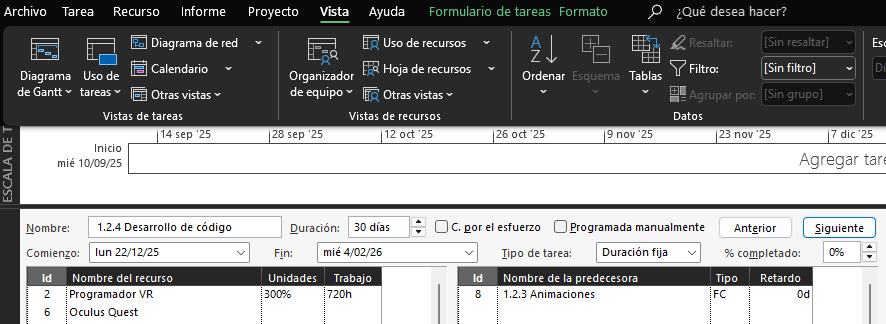 Archivo Tarea Recurso Informe Proyecto Vista Ayuda Formulario de tareas Formato ¿Qué desea hacer?
Diagrama de red Uso de recursos Resaltar: [Sin resaltar]
Diagrama de Gantt Uso de tareas Calendario Organizador de equipo Hoja de recursos Ordenar Esquema Tablas Filtro: [Sin filtro]
Otras vistas Otras vistas Agrupar por: [Sin grupo]
Vistas de tareas Vistas de recursos Datos
14 sep '25 28 sep '25 12 oct '25 26 oct '25 9 nov '25 23 nov '25 7 dic '25
Inicio
mié 10/09/25
ESCALA DE T
Agregar tare
Nombre: 1.2.4 Desarrollo de código Duración: 30 días C. por el esfuerzo Programada manualmente Anterior Siguiente
Comienzo: lun 22/12/25 Fin: mié 4/02/26 Tipo de tarea: Duración fija % completado: 0%
Id Nombre del recurso Unidades Trabajo Id Nombre de la predecesora Tipo Retardo
2 Programador VR 300% 720h 8 1.2.3 Animaciones FC 0d
6 Oculus Quest